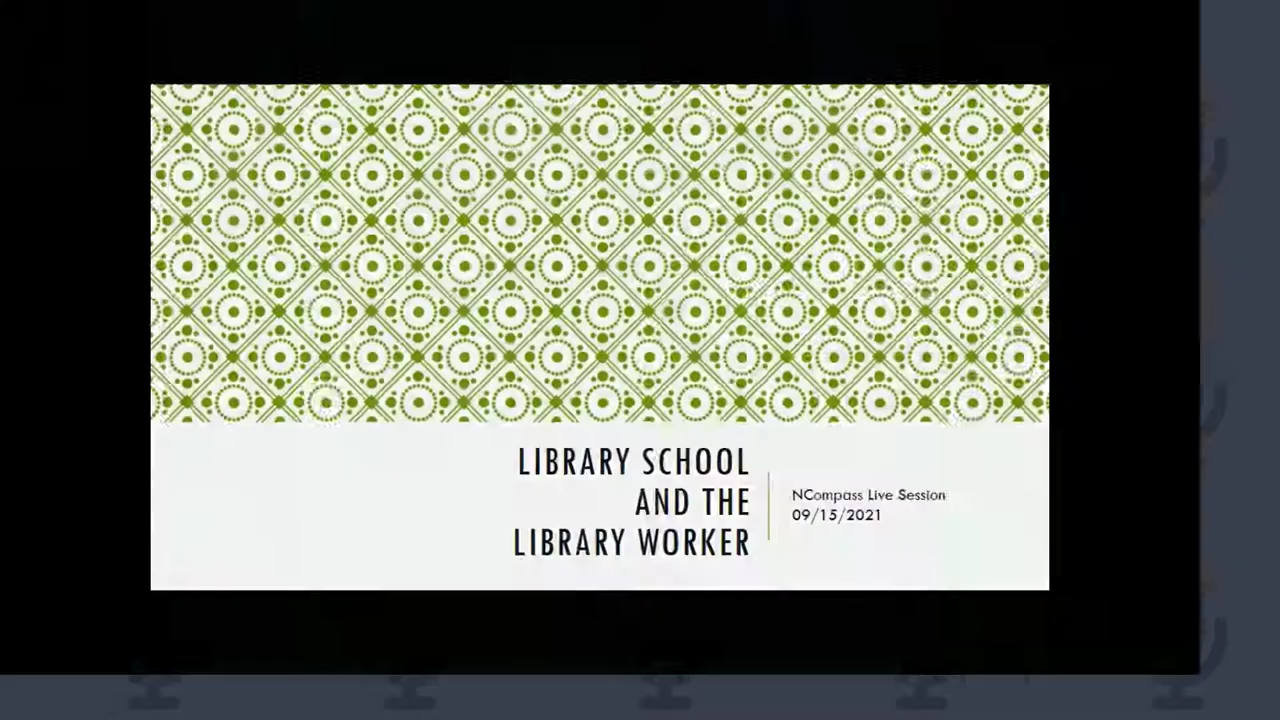 LIBRARY SCHOOL
AND THE
LIBRARY WORKER
NCompass Live Session
09/15/2021